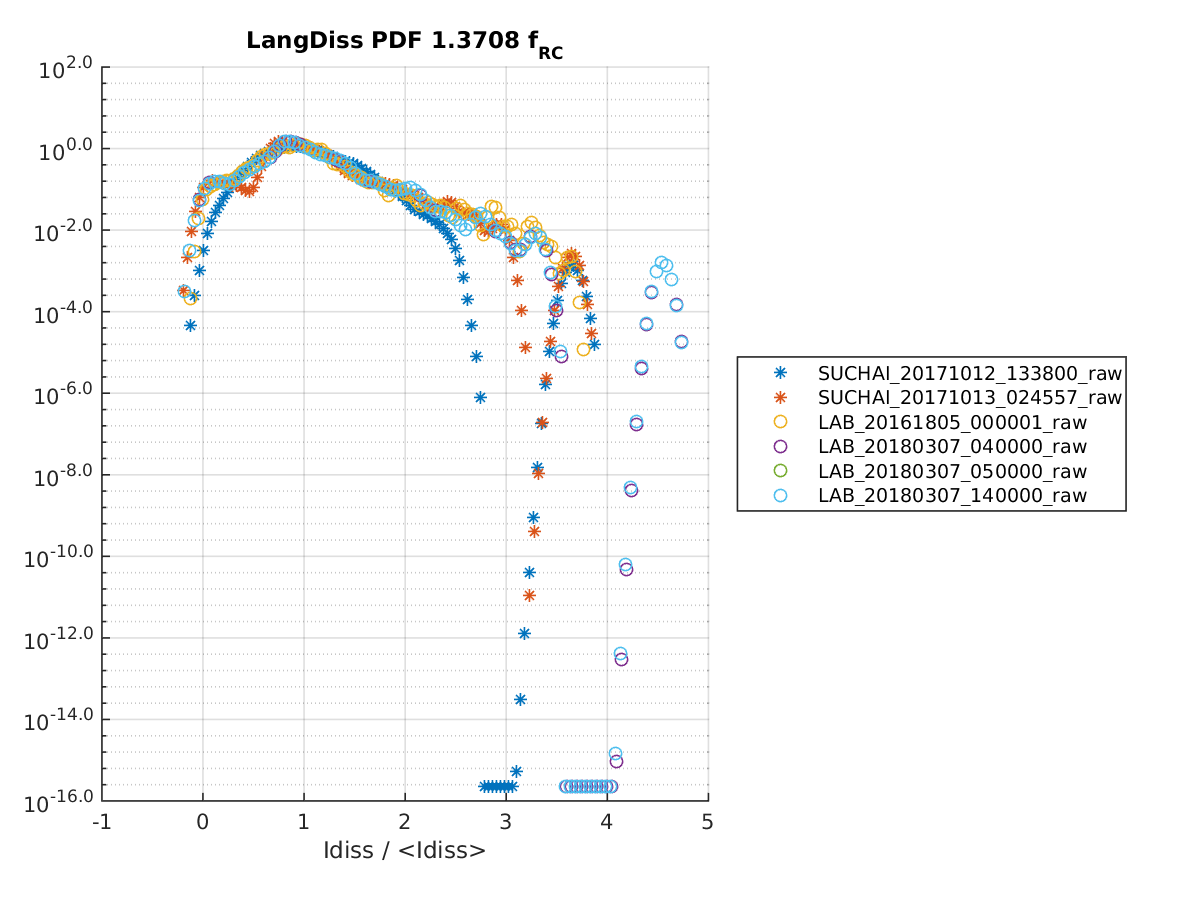 LangDiss PDF 1.3708 f_RC
10^2.0
10^0.0
10^-2.0
10^-4.0
10^-6.0
10^-8.0
10^-10.0
10^-12.0
10^-14.0
10^-16.0
-1 0 1 2 3 4 5
Idiss / <Idiss>
SUCHAI_20171012_133800_raw
SUCHAI_20171013_024557_raw
LAB_20161805_000001_raw
LAB_20180307_040000_raw
LAB_20180307_050000_raw
LAB_20180307_140000_raw